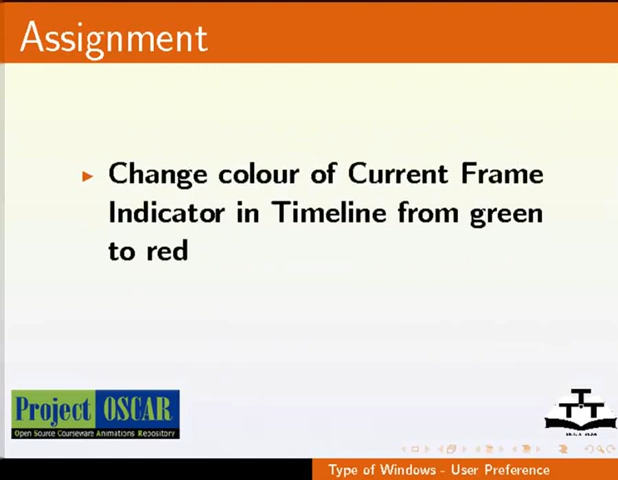 Assignment
Change colour of Current Frame
Indicator in Timeline from green
to red
Project OSCAR
Open Source Courseware Animations Repository
Type of Windows - User Preference